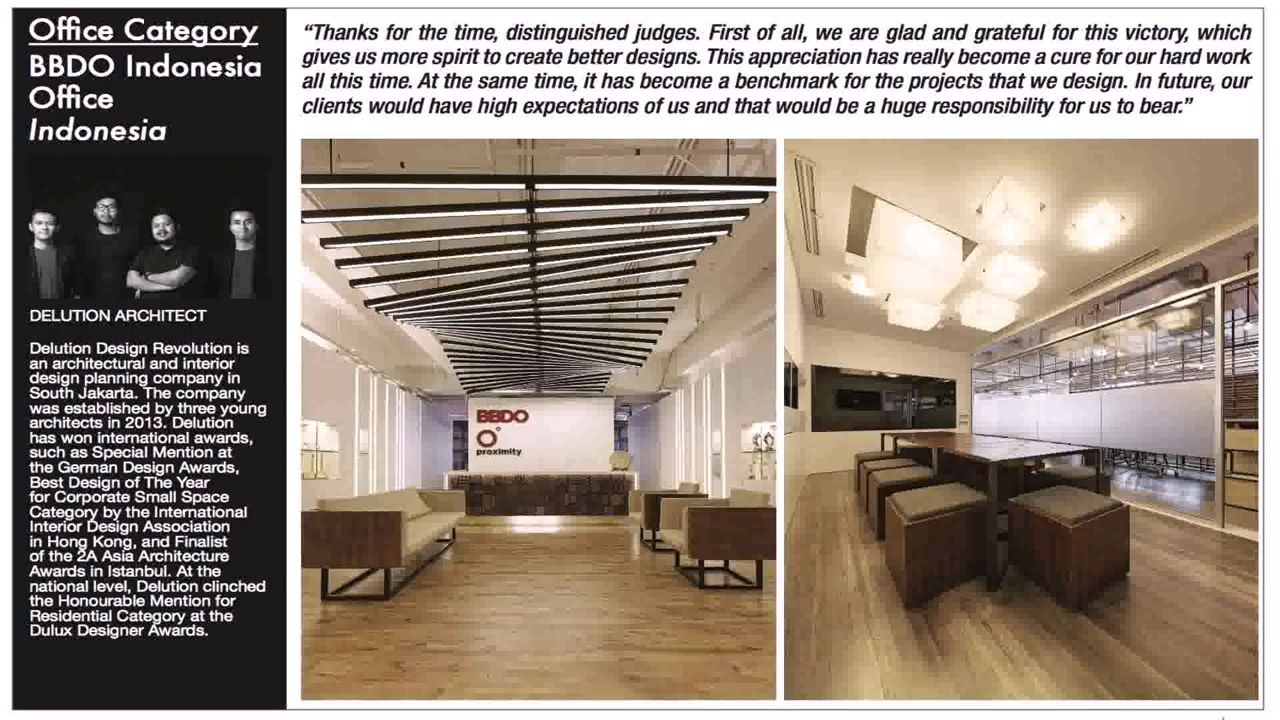 Office Category
BBDO Indonesia
Office
Indonesia
DELUTION ARCHITECT
Delution Design Revolution is
an architectural and interior
design planning company in
South Jakarta. The company
was established by three young
architects in 2013. Delution
has won international awards,
such as Special Mention at
the German Design Awards,
Best Design of The Year
for Corporate Small Space
Category by the International
Interior Design Association
in Hong Kong, and Finalist
of the 2A Asia Architecture
Awards in Istanbul. At the
national level, Delution clinched
the Honourable Mention for
Residential Category at the
Dulux Designer Awards.
“Thanks for the time, distinguished judges. First of all, we are glad and grateful for this victory, which
gives us more spirit to create better designs. This appreciation has really become a cure for our hard work
all this time. At the same time, it has become a benchmark for the projects that we design. In future, our
clients would have high expectations of us and that would be a huge responsibility for us to bear.”
BBDO
proximity